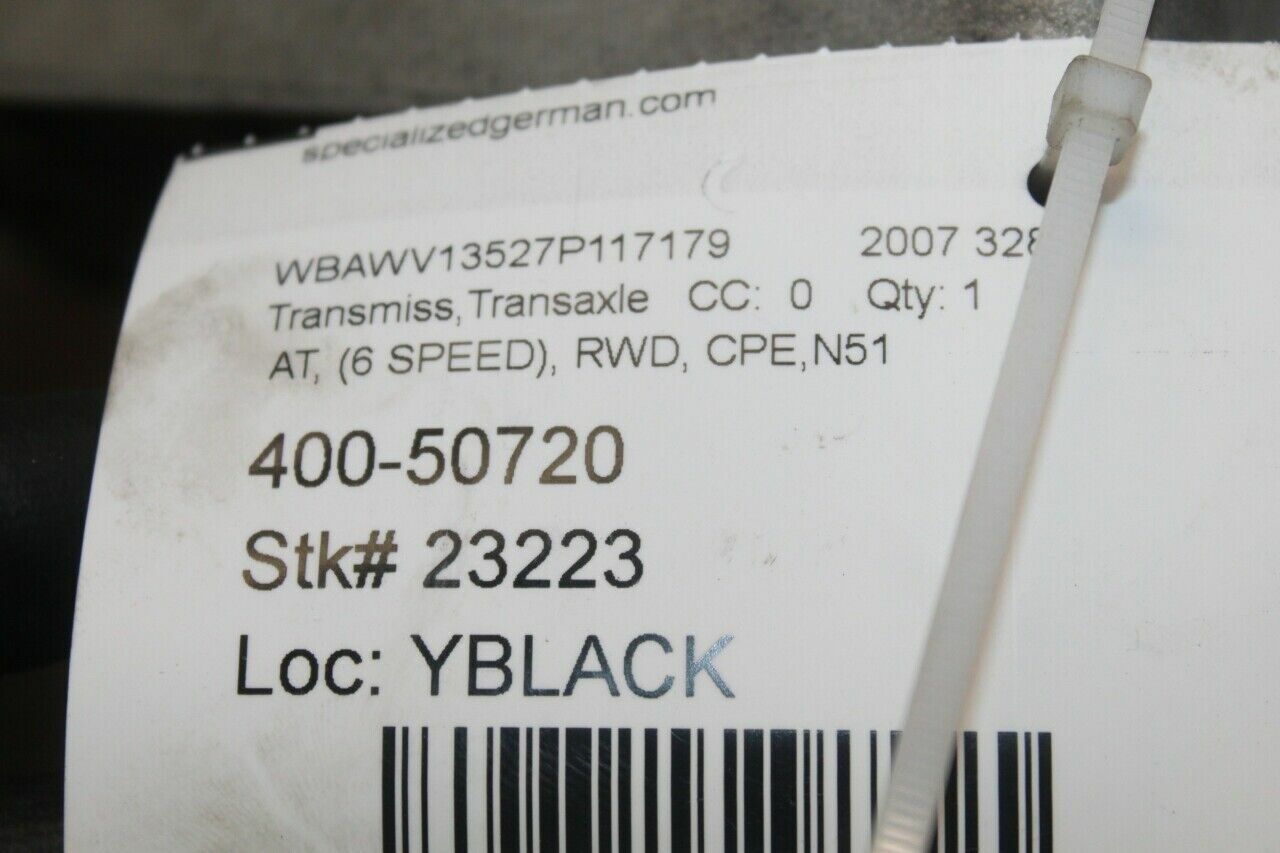 specializedgerman.com
WBAWV13527P117179 2007 328
Transmiss,Transaxle CC: 0 Qty: 1
AT, (6 SPEED), RWD, CPE,N51
400-50720
Stk# 23223
Loc: YBLACK